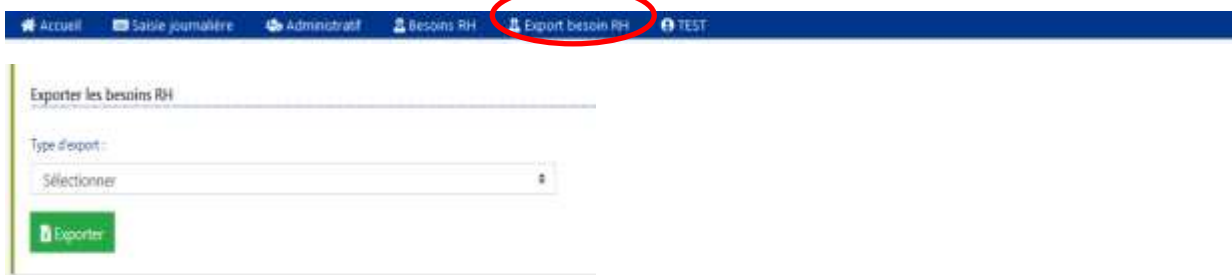 Accueil Saisie journalière Administratif Besoins RH Export besoin RH TEST
Exporter les besoins RH
Type d'export :
Sélectionner
Exporter